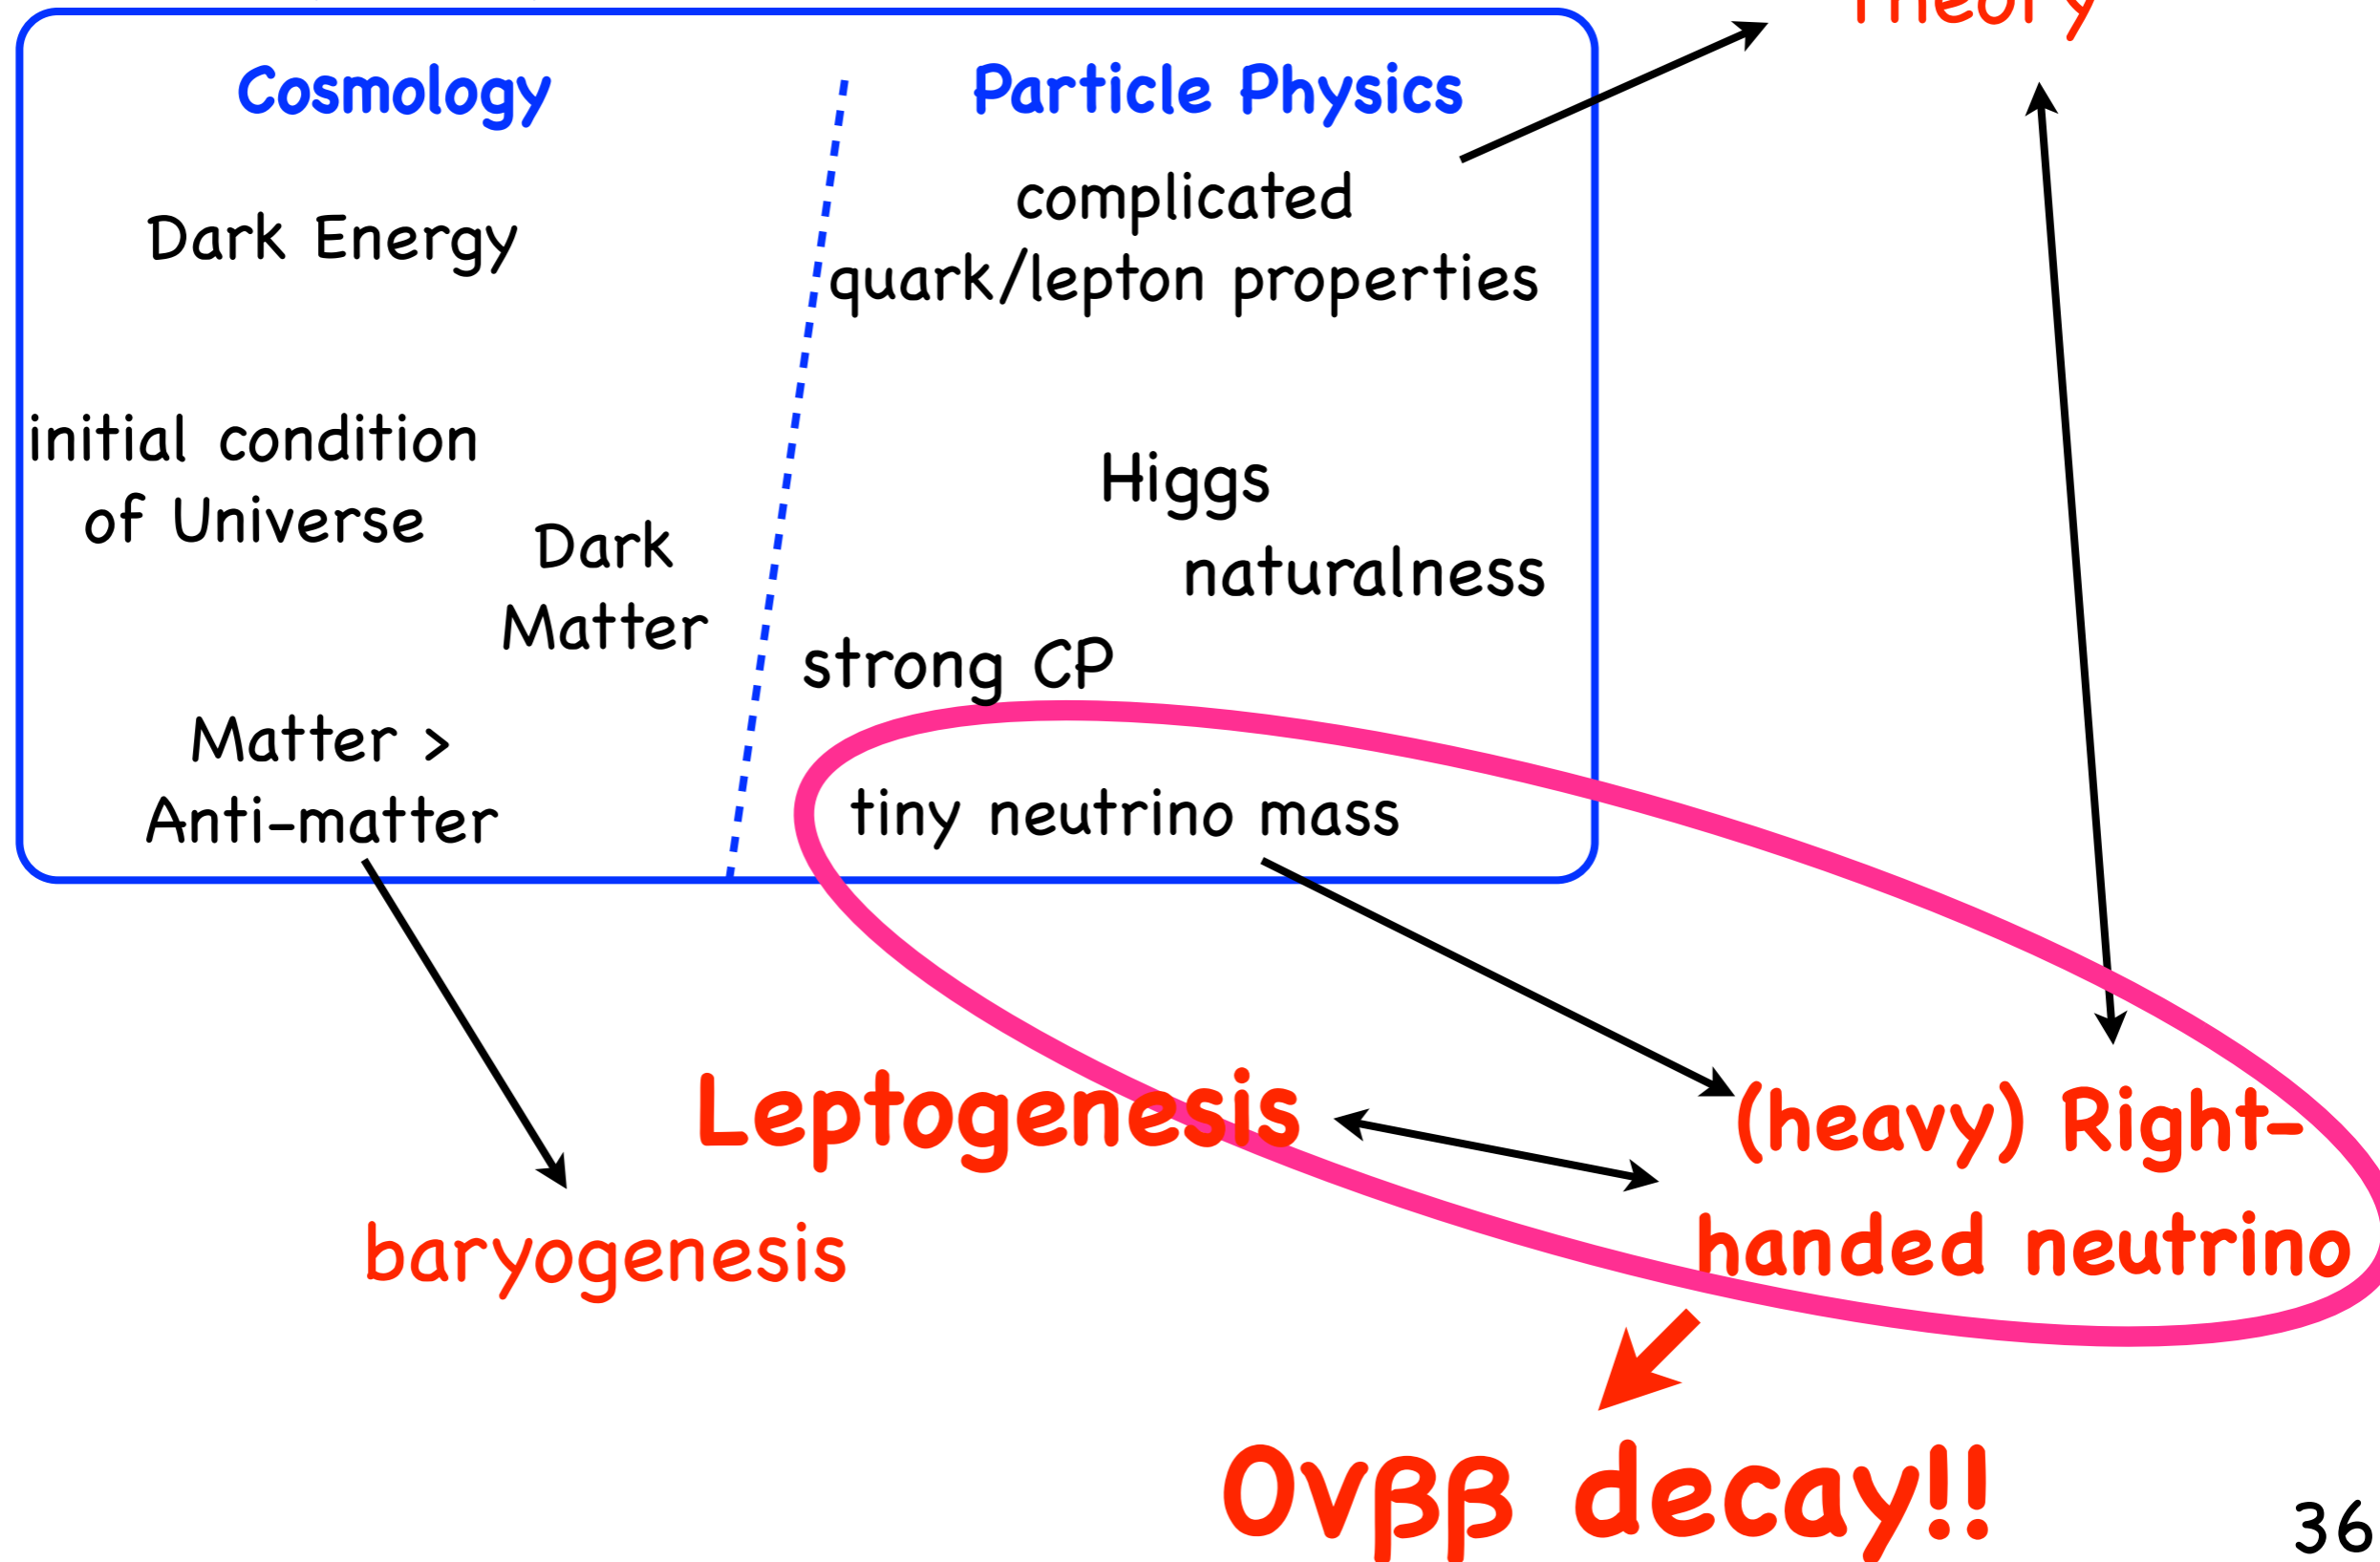 Theory
Cosmology
Particle Physics
complicated
quark/lepton properties
Dark Energy
initial condition
of Universe
Higgs
naturalness
Dark
Matter
strong CP
Matter >
Anti-matter
tiny neutrino mass
Leptogenesis
(heavy) Right-
handed neutrino
baryogenesis
0νββ decay!!
36